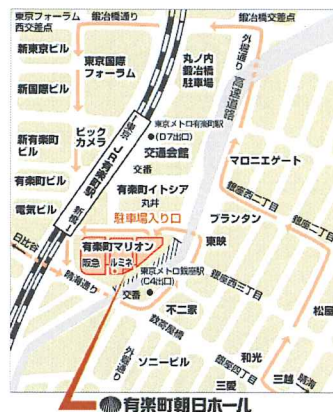 東京フォーラム
西交差点
鍛冶橋通り
鍛冶橋交差点
新東京ビル
東京国際
フォーラム
丸ノ内
鍛冶橋
駐車場
外堀通り
高速道路
新国際ビル
東京
JR有楽町駅
新橋
東京メトロ有楽町駅
(D7出口)
新有楽町
ビル
ビック
カメラ
交通会館
交番
マロニエゲート
有楽町ビル
有楽町イトシア
丸井
銀座西二丁目
銀座二丁目
電気ビル
駐車場入り口
プランタン
日比谷
有楽町マリオン
阪急
ルミネ
東映
晴海通り
東京メトロ銀座駅
(C4出口)
銀座西三丁目
交番
不二家
松屋
数寄屋橋
外堀通り
ソニービル
和光
銀座四丁目
三越
晴海
三愛
有楽町朝日ホール